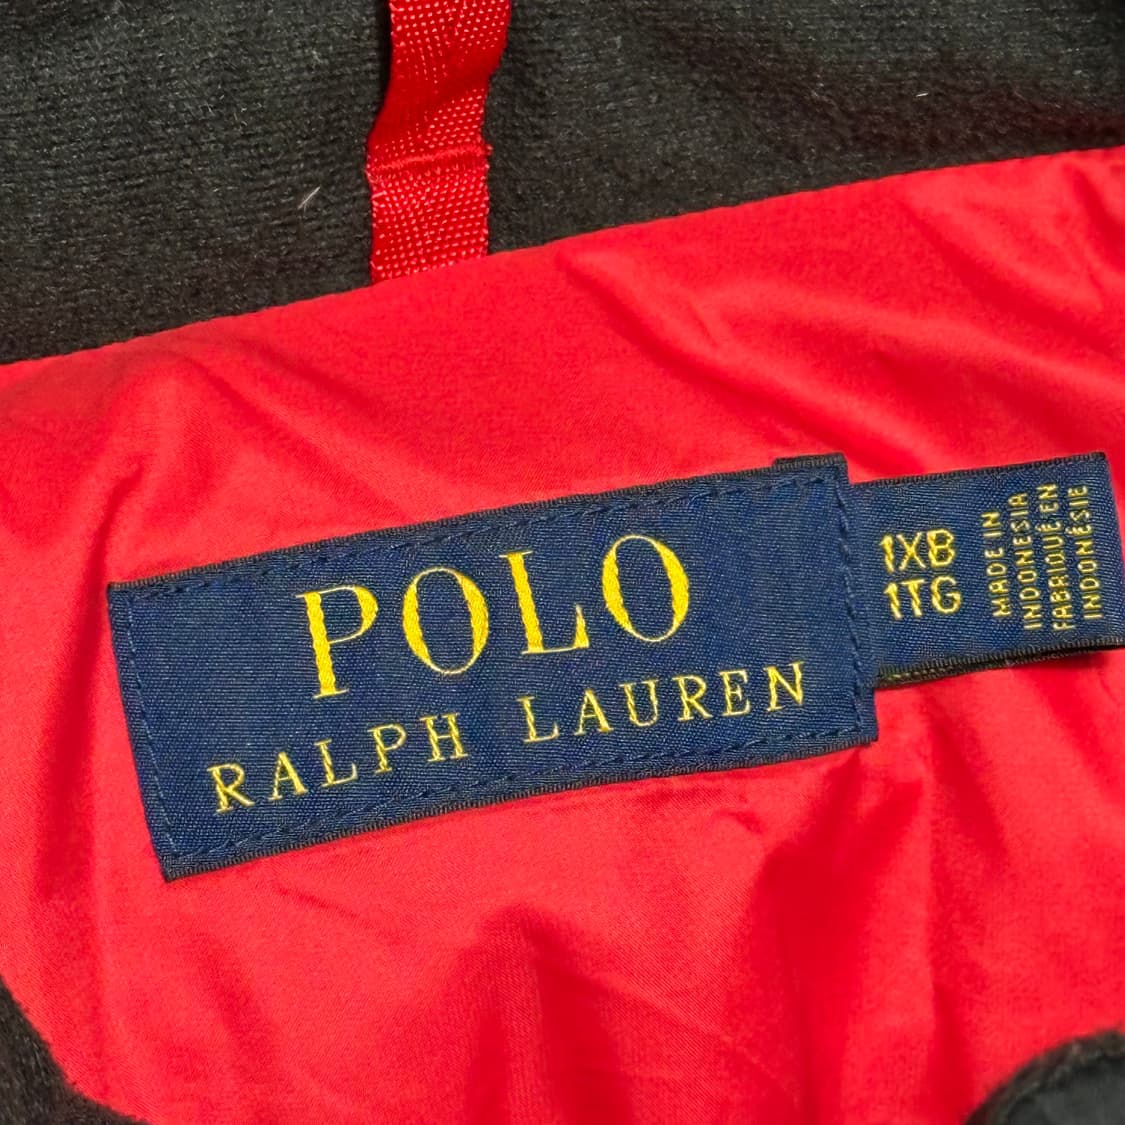 POLO
RALPH LAUREN
1XB
1TG
MADE IN
INDONESIA
FABRIQUÉ EN
INDONÉSIE